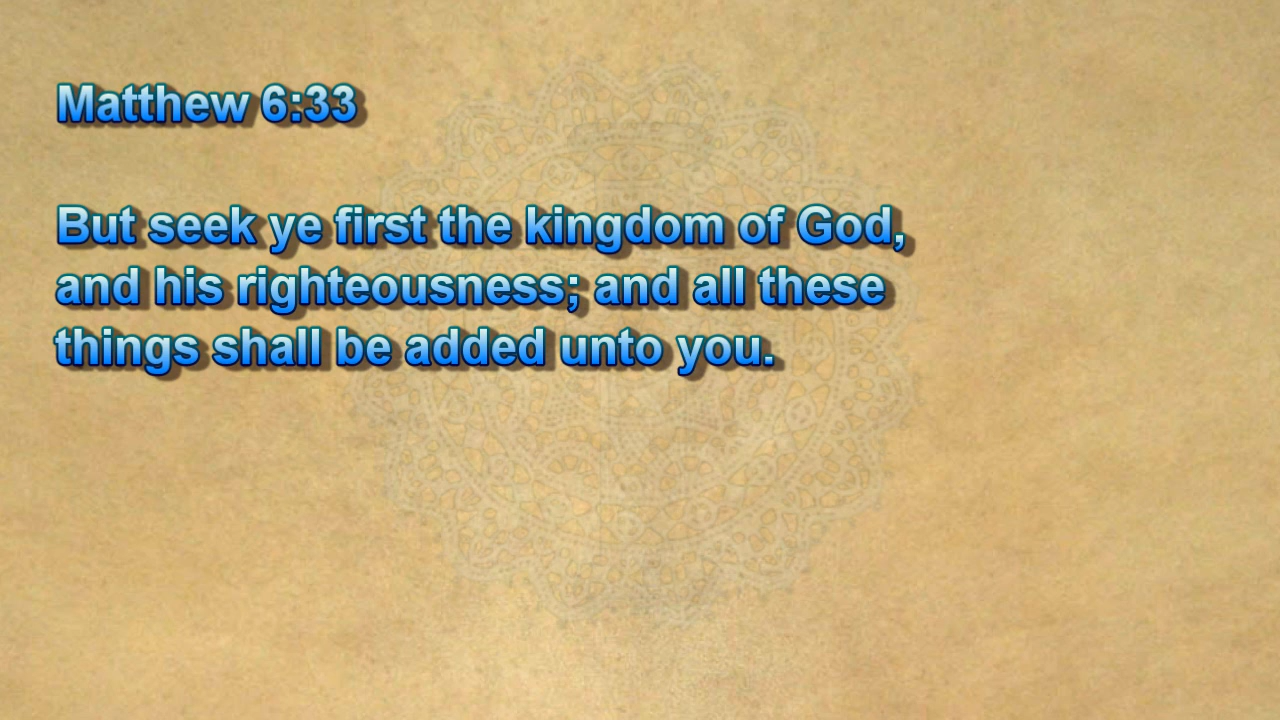 Matthew 6:33
But seek ye first the kingdom of God,
and his righteousness; and all these
things shall be added unto you.